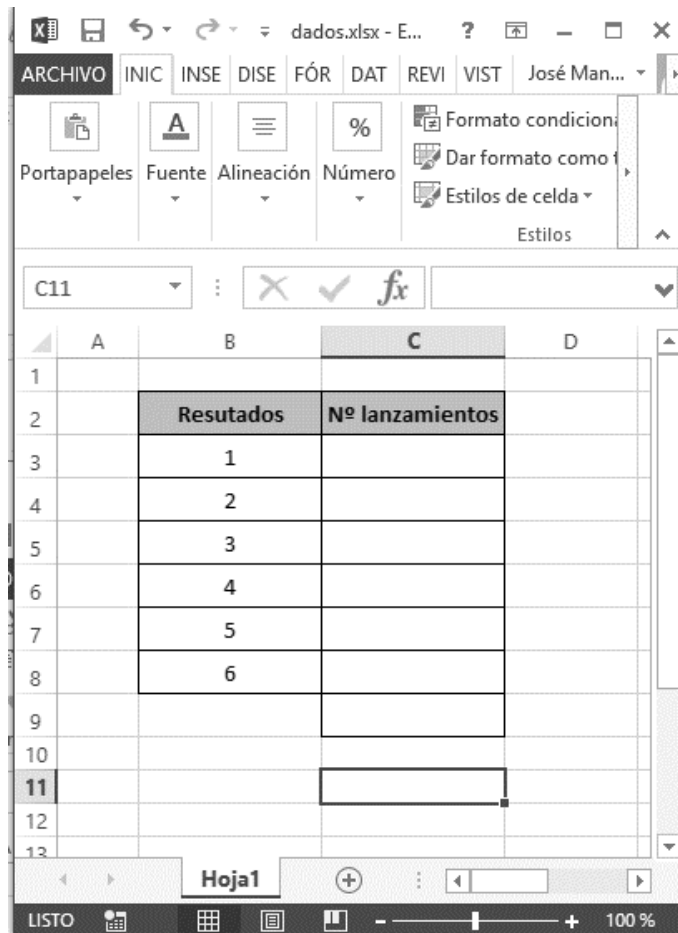 dados.xlsx - E... ?
ARCHIVO INIC INSE DISE FÓR DAT REVI VIST José Man...
Portapapeles Fuente Alineación % Número
Formato condicion
Dar formato como t
Estilos de celda
Estilos
C11 fx
A B C D
1
2 Resutados Nº lanzamientos
3 1
4 2
5 3
6 4
7 5
8 6
9
10
11
12
13
Hoja1
LISTO 100 %